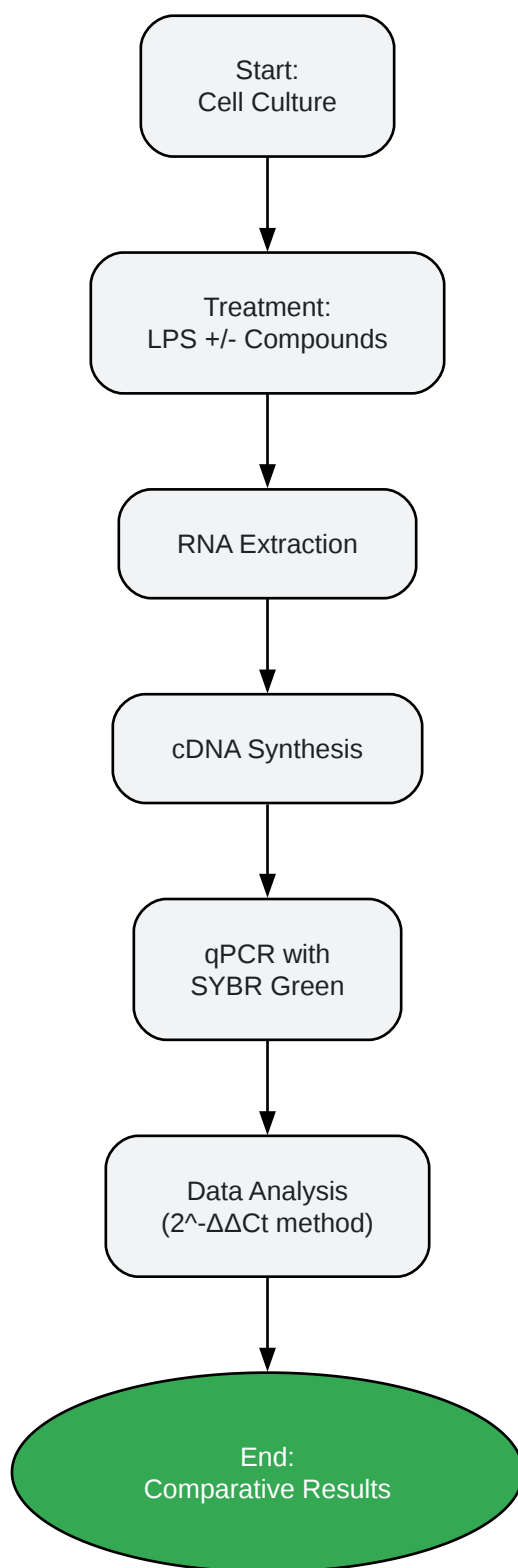 Start:
Cell Culture
Treatment:
LPS +/- Compounds
RNA Extraction
cDNA Synthesis
qPCR with
SYBR Green
Data Analysis
(2^-ΔΔCt method)
End:
Comparative Results